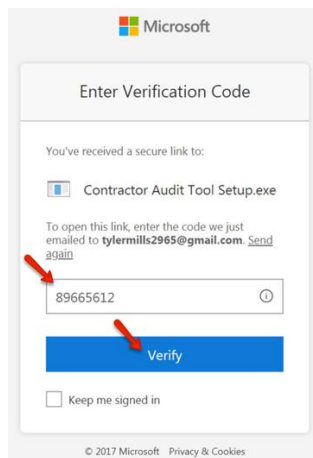 Microsoft
Enter Verification Code
You've received a secure link to:
Contractor Audit Tool Setup.exe
To open this link, enter the code we just
emailed to tylermills2965@gmail.com. Send
again
89665612
Verify
Keep me signed in
© 2017 Microsoft Privacy & Cookies